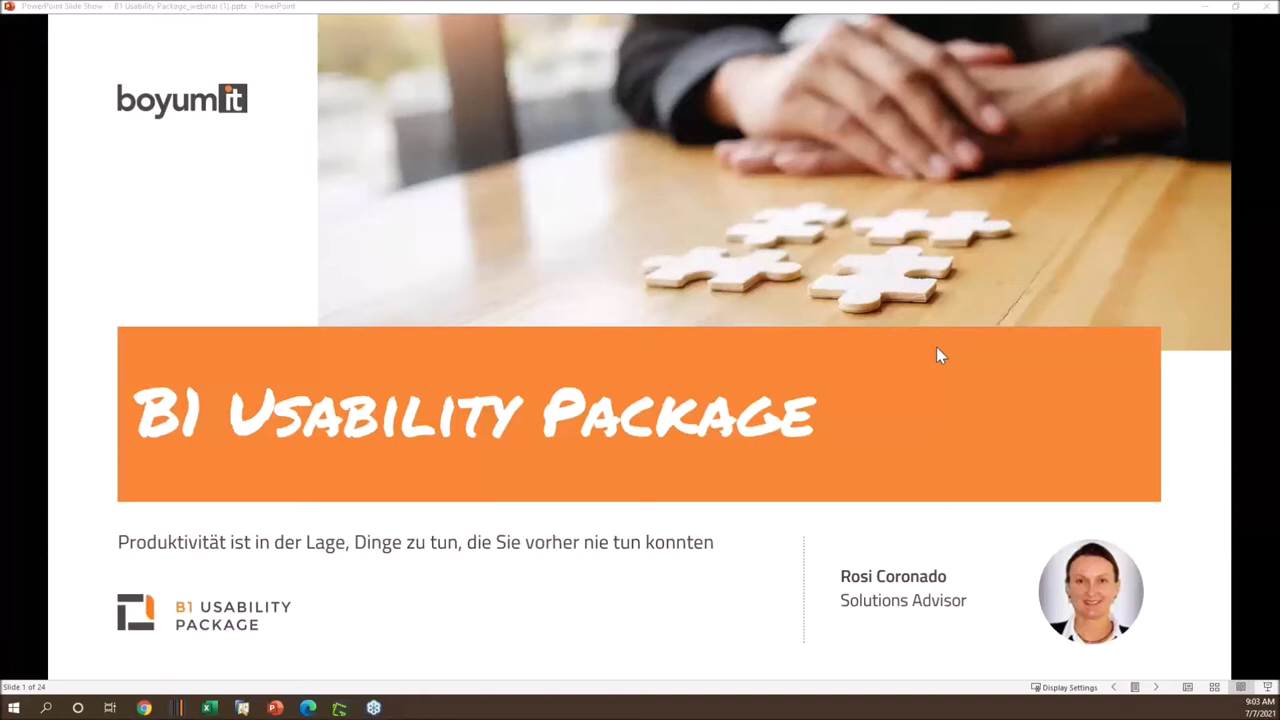 PowerPoint Slide Show - B1 Usability Package_webinar (1).pptx - PowerPoint
boyumit
B1 Usability Package
Produktivität ist in der Lage, Dinge zu tun, die Sie vorher nie tun konnten
B1 USABILITY
PACKAGE
Rosi Coronado
Solutions Advisor
Slide 1 of 24
Display Settings
9:03 AM
7/7/2021